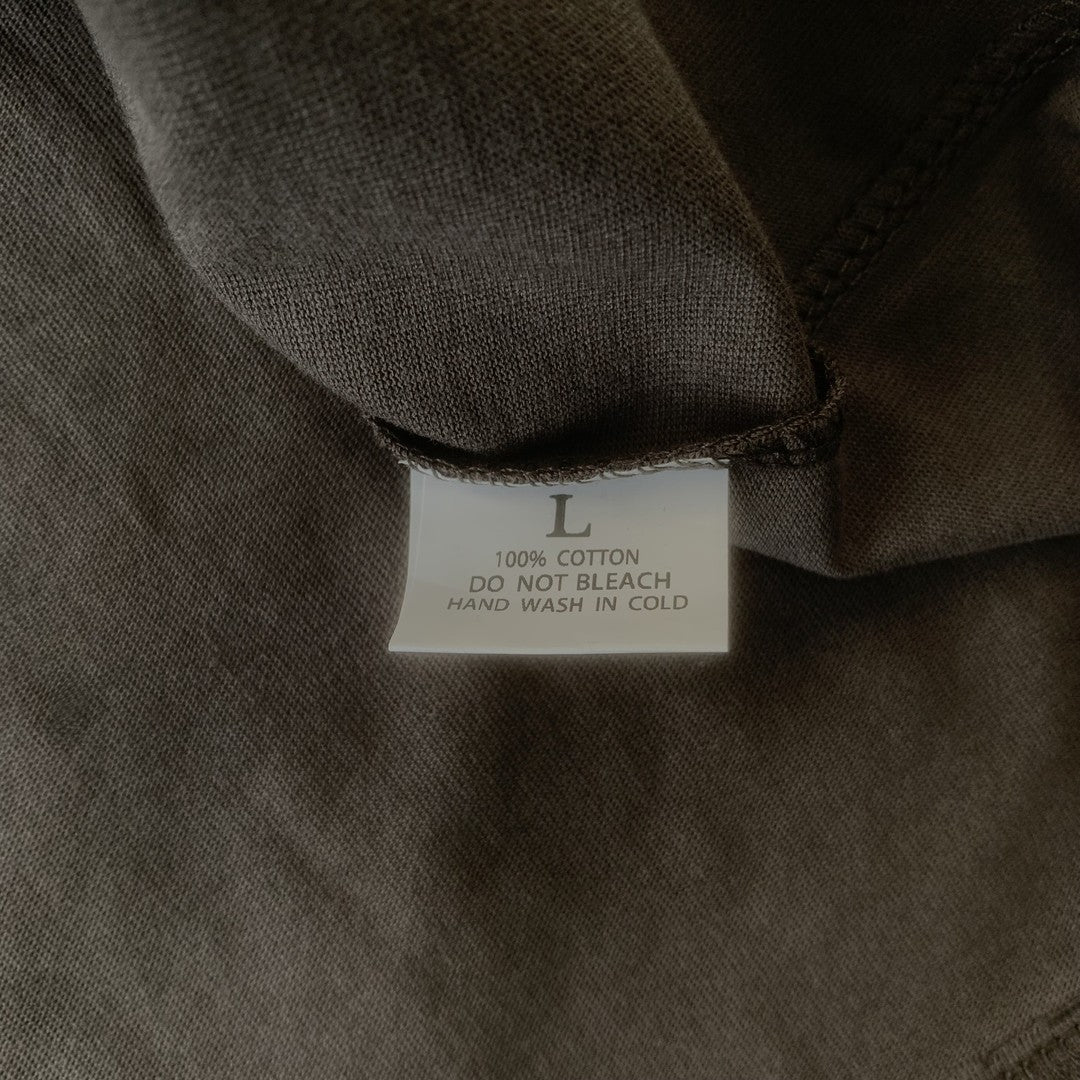 L
100% COTTON
DO NOT BLEACH
HAND WASH IN COLD